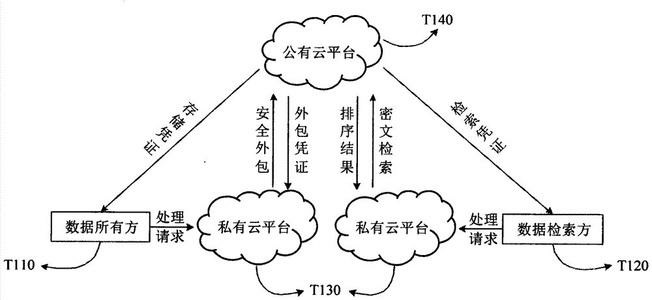 T140
公有云平台
存储凭证
安全外包
外包凭证
排序结果
密文检索
检索凭证
数据所有方
处理
请求
私有云平台
私有云平台
处理
请求
数据检索方
T110
T130
T120